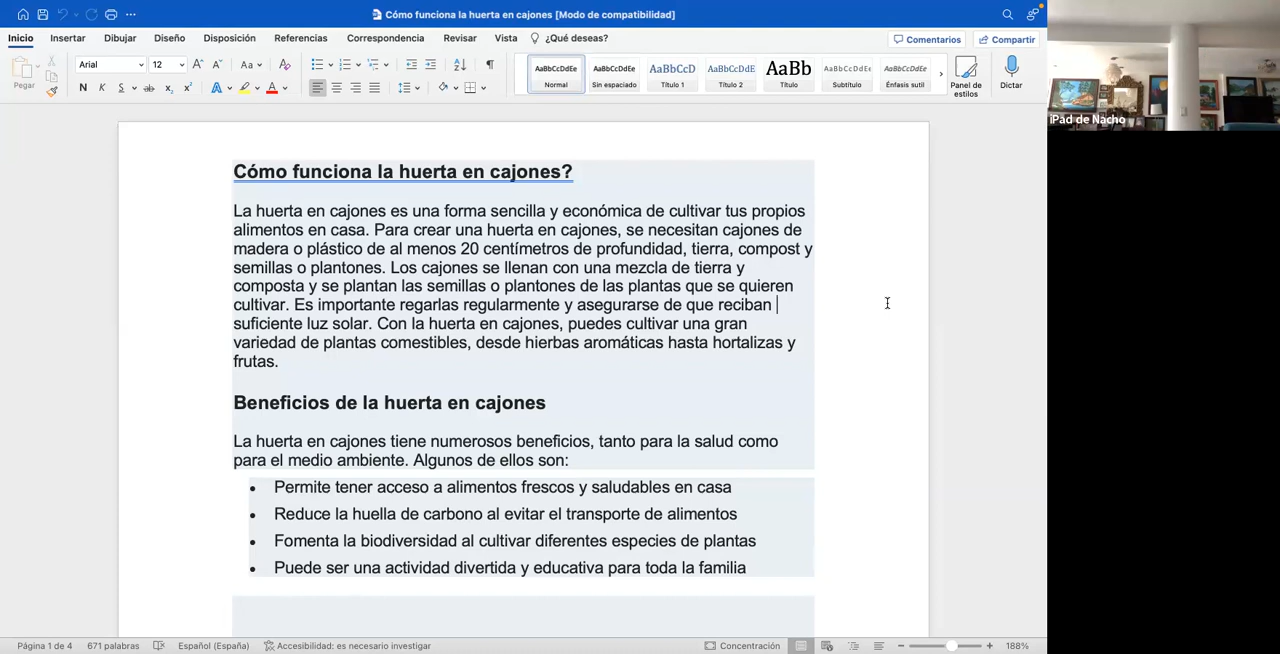 Cómo funciona la huerta en cajones [Modo de compatibilidad]
Inicio Insertar Dibujar Diseño Disposición Referencias Correspondencia Revisar Vista ¿Qué deseas? Comentarios Compartir
Pegar
Arial 12
AaBbCcDdEe AaBbCcDdEe AaBbCcD AaBbCcDdE AaBb AaBbCcDdEe AaBbCcDdEe
Normal Sin espaciado Título 1 Título 2 Título Subtítulo Énfasis sutil
Panel de estilos
Dictar
iPad de Nacho
Cómo funciona la huerta en cajones?
La huerta en cajones es una forma sencilla y económica de cultivar tus propios
alimentos en casa. Para crear una huerta en cajones, se necesitan cajones de
madera o plástico de al menos 20 centímetros de profundidad, tierra, compost y
semillas o plantones. Los cajones se llenan con una mezcla de tierra y
composta y se plantan las semillas o plantones de las plantas que se quieren
cultivar. Es importante regarlas regularmente y asegurarse de que reciban
suficiente luz solar. Con la huerta en cajones, puedes cultivar una gran
variedad de plantas comestibles, desde hierbas aromáticas hasta hortalizas y
frutas.
Beneficios de la huerta en cajones
La huerta en cajones tiene numerosos beneficios, tanto para la salud como
para el medio ambiente. Algunos de ellos son:
• Permite tener acceso a alimentos frescos y saludables en casa
• Reduce la huella de carbono al evitar el transporte de alimentos
• Fomenta la biodiversidad al cultivar diferentes especies de plantas
• Puede ser una actividad divertida y educativa para toda la familia
Página 1 de 4 671 palabras Español (España) Accesibilidad: es necesario investigar Concentración 188%